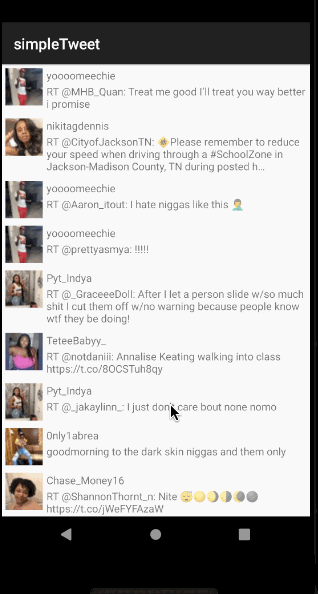 simpleTweet
yoooomeechie
RT @MHB_Quan: Treat me good I'll treat you way better
i promise
nikitagdennis
RT @CityofJacksonTN: 🚸Please remember to reduce
your speed when driving through a #SchoolZone in
Jackson-Madison County, TN during posted h…
yoooomeechie
RT @Aaron_itout: I hate niggas like this 🤦‍♂️
yoooomeechie
RT @prettyasmya: !!!!!
Pyt_Indya
RT @_GraceeeDoll: After I let a person slide w/so much
shit I cut them off w/no warning because people know
wtf they be doing!
TeteeBabyy_
RT @notdaniii: Annalise Keating walking into class
https://t.co/8OCSTuh8qy
Pyt_Indya
RT @_jakaylinn_: I just don't care bout none nomo
0nly1abrea
goodmorning to the dark skin niggas and them only
Chase_Money16
RT @ShannonThornt_n: Nite 😴🌕🌖🌗🌘🌑
https://t.co/jWeFYFAzaW